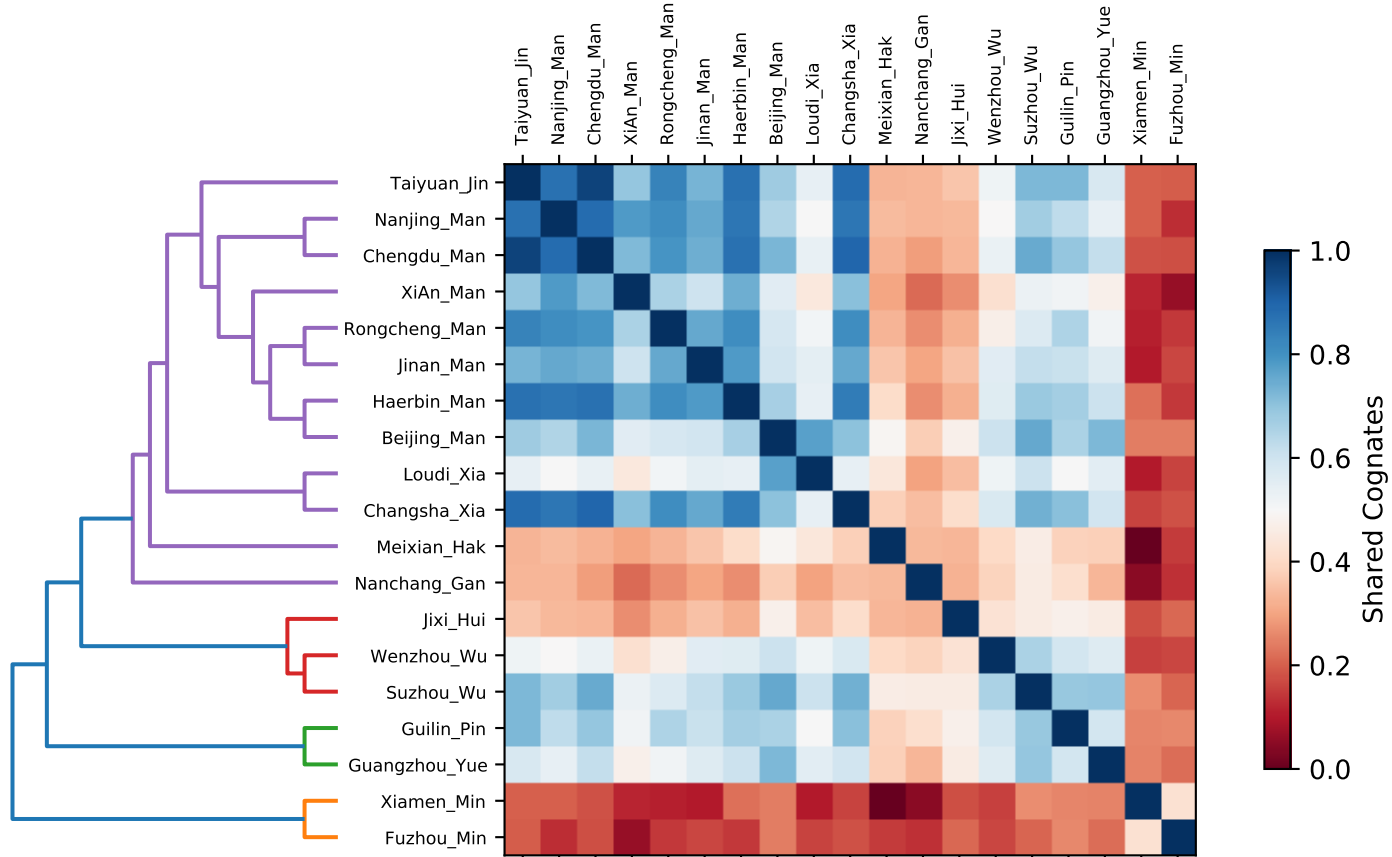 Taiyuan_Jin
Nanjing_Man
Chengdu_Man
XiAn_Man
Rongcheng_Man
Jinan_Man
Haerbin_Man
Beijing_Man
Loudi_Xia
Changsha_Xia
Meixian_Hak
Nanchang_Gan
Jixi_Hui
Wenzhou_Wu
Suzhou_Wu
Guilin_Pin
Guangzhou_Yue
Xiamen_Min
Fuzhou_Min
Taiyuan_Jin
Nanjing_Man
Chengdu_Man
XiAn_Man
Rongcheng_Man
Jinan_Man
Haerbin_Man
Beijing_Man
Loudi_Xia
Changsha_Xia
Meixian_Hak
Nanchang_Gan
Jixi_Hui
Wenzhou_Wu
Suzhou_Wu
Guilin_Pin
Guangzhou_Yue
Xiamen_Min
Fuzhou_Min
1.0
0.8
0.6
0.4
0.2
0.0
Shared Cognates